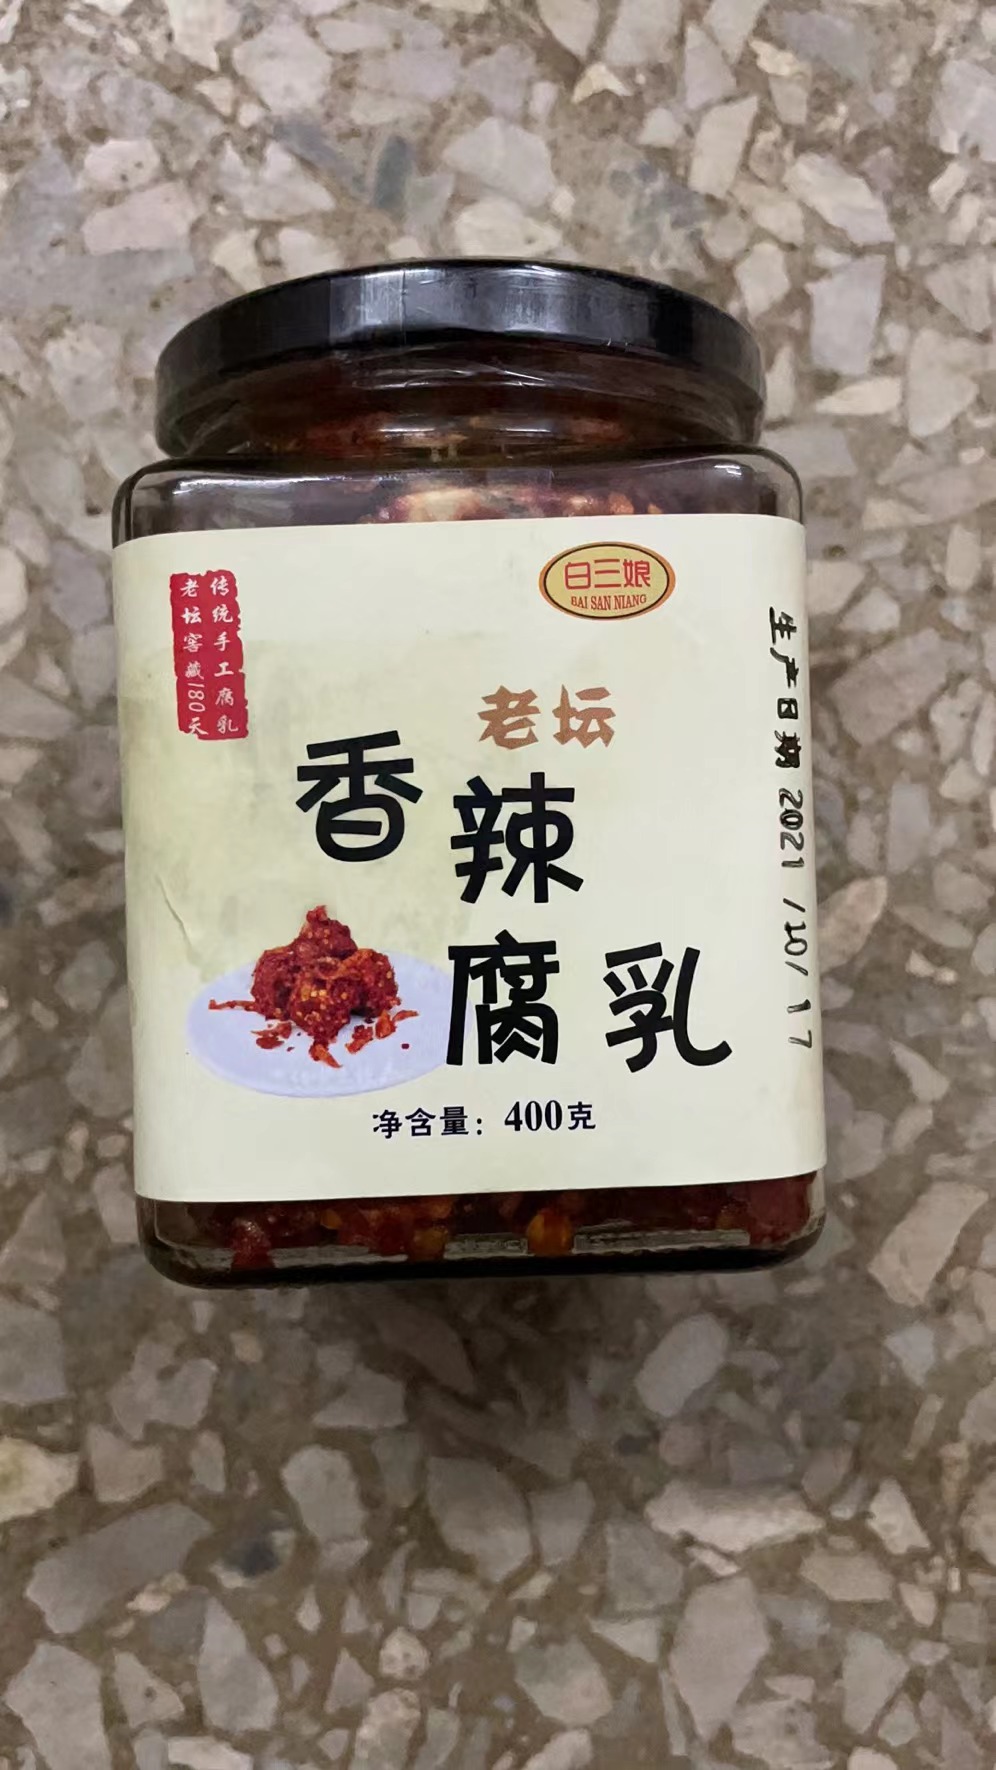 传统手工腐乳
老坛窖藏180天
白三娘
BAI SAN NIANG
老坛
香辣
腐乳
净含量：400克
生产日期 2021/10/17